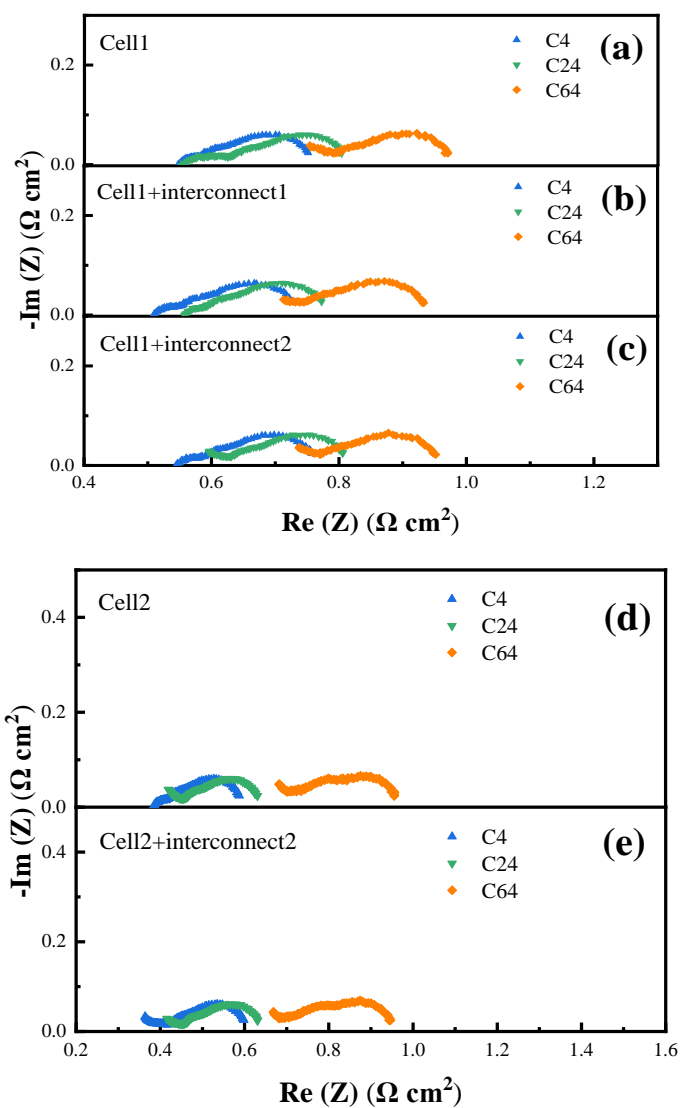 Cell1
C4
C24
C64
(a)
0.2
0.0
Cell1+interconnect1
C4
C24
C64
(b)
0.2
0.0
-Im (Z) (Ω cm²)
Cell1+interconnect2
C4
C24
C64
(c)
0.2
0.0
0.4 0.6 0.8 1.0 1.2
Re (Z) (Ω cm²)
Cell2
C4
C24
C64
(d)
0.4
0.2
0.0
-Im (Z) (Ω cm²)
Cell2+interconnect2
C4
C24
C64
(e)
0.4
0.2
0.0
0.2 0.4 0.6 0.8 1.0 1.2 1.4 1.6
Re (Z) (Ω cm²)